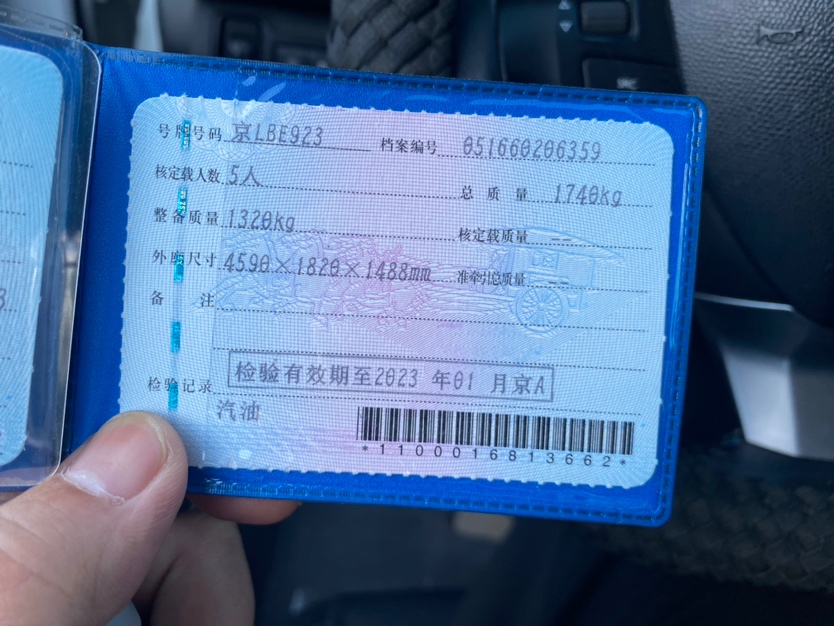 号牌号码 京LBE923 档案编号 051660206359
核定载人数 5人 总质量 1740kg
整备质量 1320kg 核定载质量 --
外廓尺寸 4590×1820×1488mm 准牵引总质量 --
备注
检验记录 检验有效期至2023年01月京A
汽油
*1100016813662*